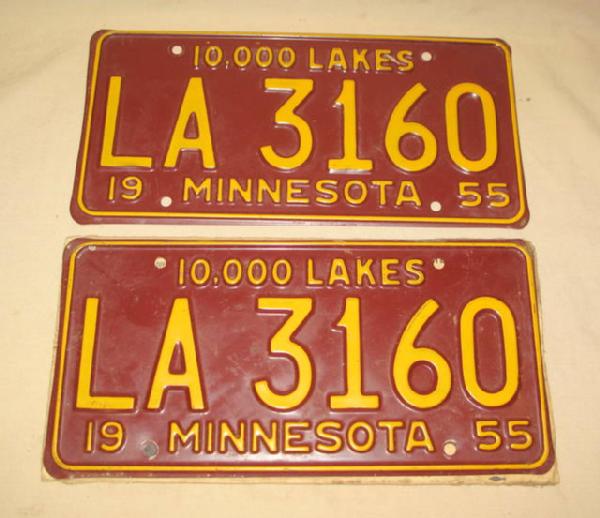 10,000 LAKES
LA 3160
19 MINNESOTA 55
10,000 LAKES
LA 3160
19 MINNESOTA 55